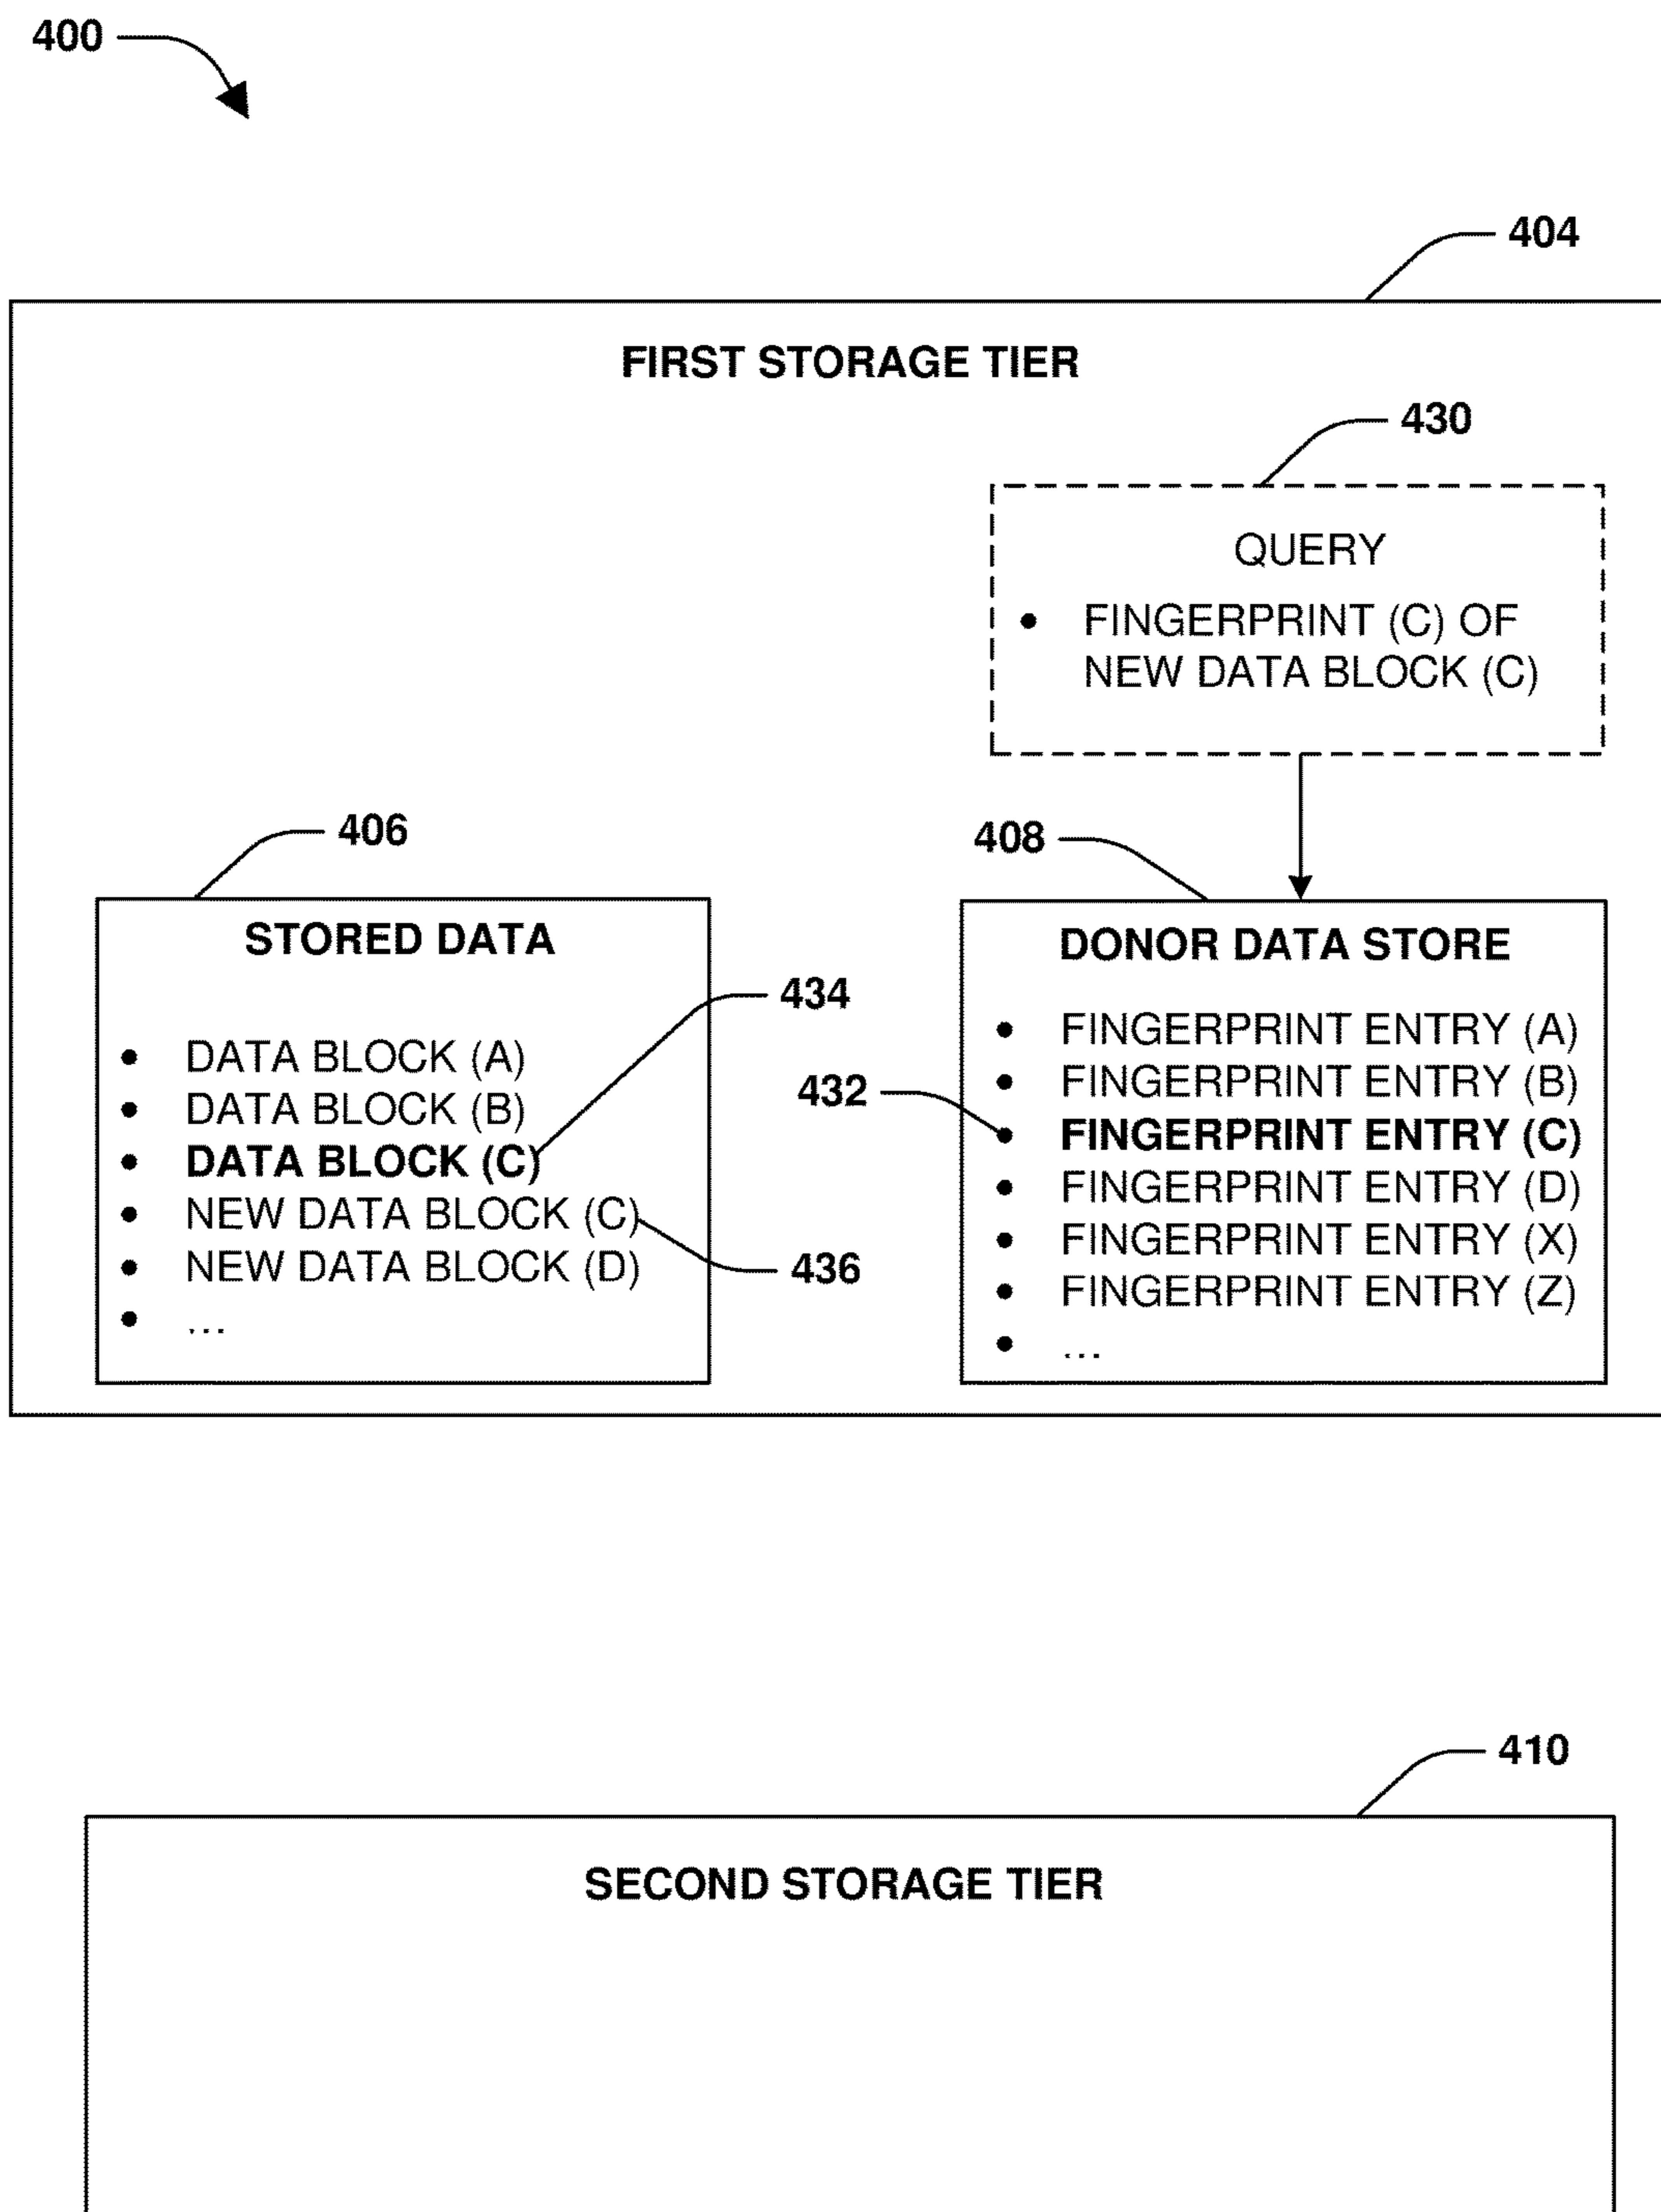 400
404
FIRST STORAGE TIER
430
QUERY
• FINGERPRINT (C) OF
NEW DATA BLOCK (C)
406
408
STORED DATA
• DATA BLOCK (A)
• DATA BLOCK (B)
• DATA BLOCK (C)
• NEW DATA BLOCK (C)
• NEW DATA BLOCK (D)
• ...
434
436
DONOR DATA STORE
432
• FINGERPRINT ENTRY (A)
• FINGERPRINT ENTRY (B)
• FINGERPRINT ENTRY (C)
• FINGERPRINT ENTRY (D)
• FINGERPRINT ENTRY (X)
• FINGERPRINT ENTRY (Z)
• ...
410
SECOND STORAGE TIER